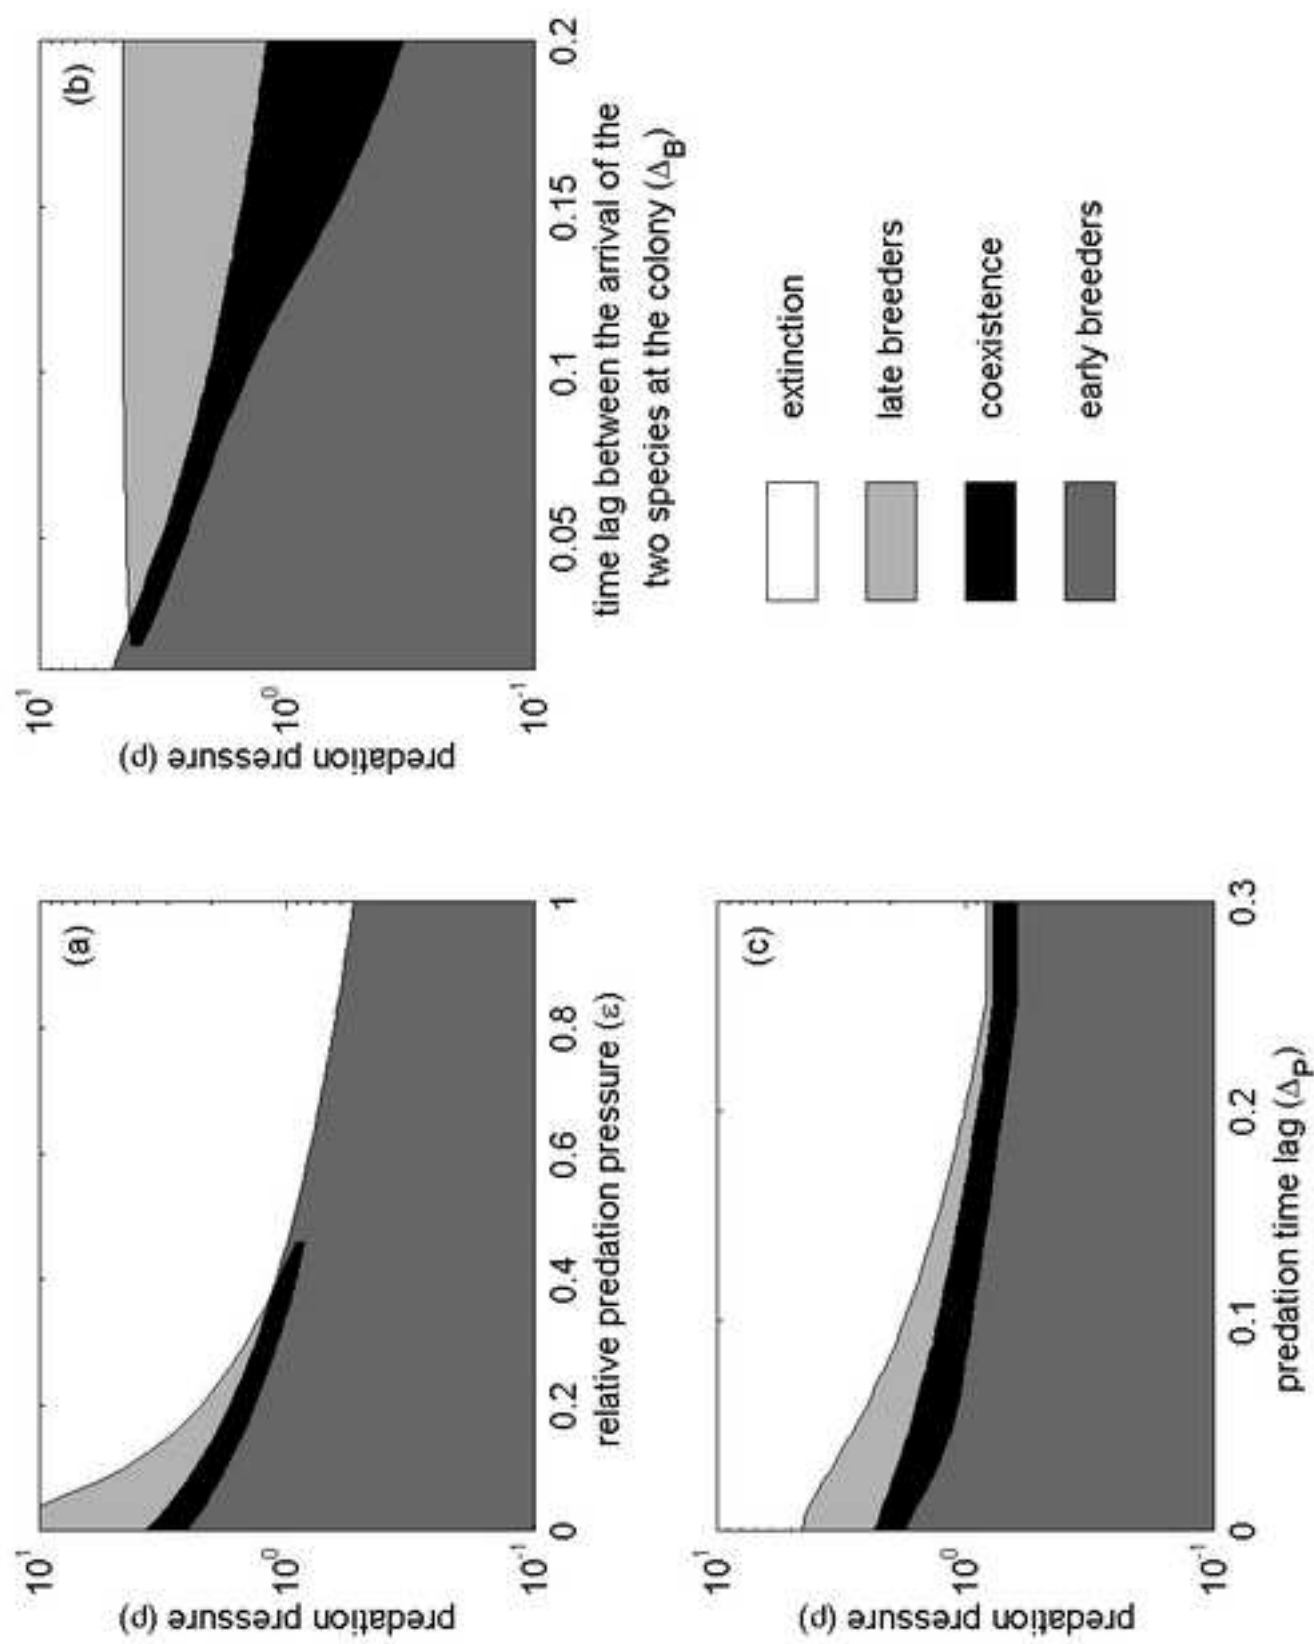 (a)
10^1
10^0
10^-1
predation pressure (ρ)
0 0.2 0.4 0.6 0.8 1
relative predation pressure (ε)
(b)
10^1
10^0
10^-1
predation pressure (ρ)
0.05 0.1 0.15 0.2
time lag between the arrival of the
two species at the colony (Δ_B)
(c)
10^1
10^0
10^-1
predation pressure (ρ)
0 0.1 0.2 0.3
predation time lag (Δ_P)
extinction
late breeders
coexistence
early breeders